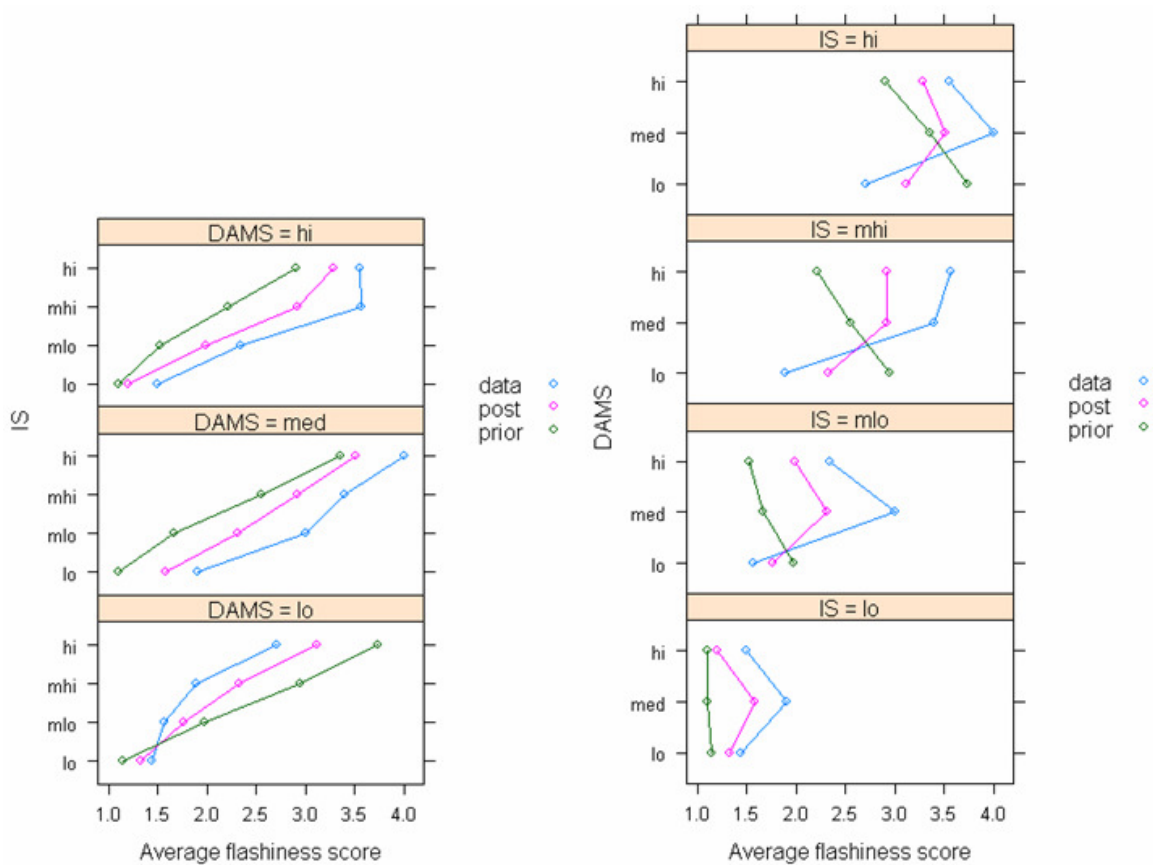 DAMS = hi
hi
mhi
mlo
lo
DAMS = med
hi
mhi
mlo
lo
DAMS = lo
hi
mhi
mlo
lo
IS
1.0 1.5 2.0 2.5 3.0 3.5 4.0
Average flashiness score
data
post
prior
IS = hi
hi
med
lo
IS = mhi
hi
med
lo
IS = mlo
hi
med
lo
IS = lo
hi
med
lo
DAMS
1.0 1.5 2.0 2.5 3.0 3.5 4.0
Average flashiness score
data
post
prior